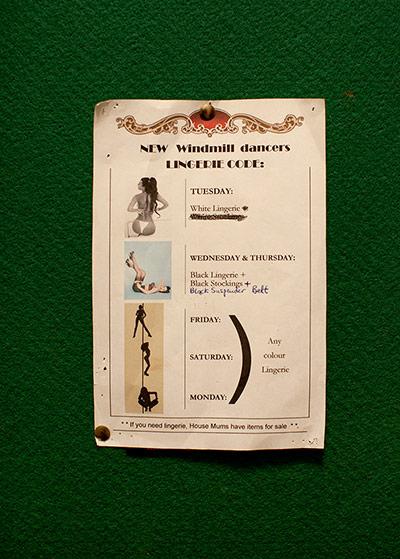 NEW Windmill dancers
LINGERIE CODE:
TUESDAY:
White Lingerie +
WEDNESDAY & THURSDAY:
Black Lingerie +
Black Stockings +
Black Suspender Belt
FRIDAY:
SATURDAY:
MONDAY:
Any
colour
Lingerie
** If you need lingerie, House Mums have items for sale **